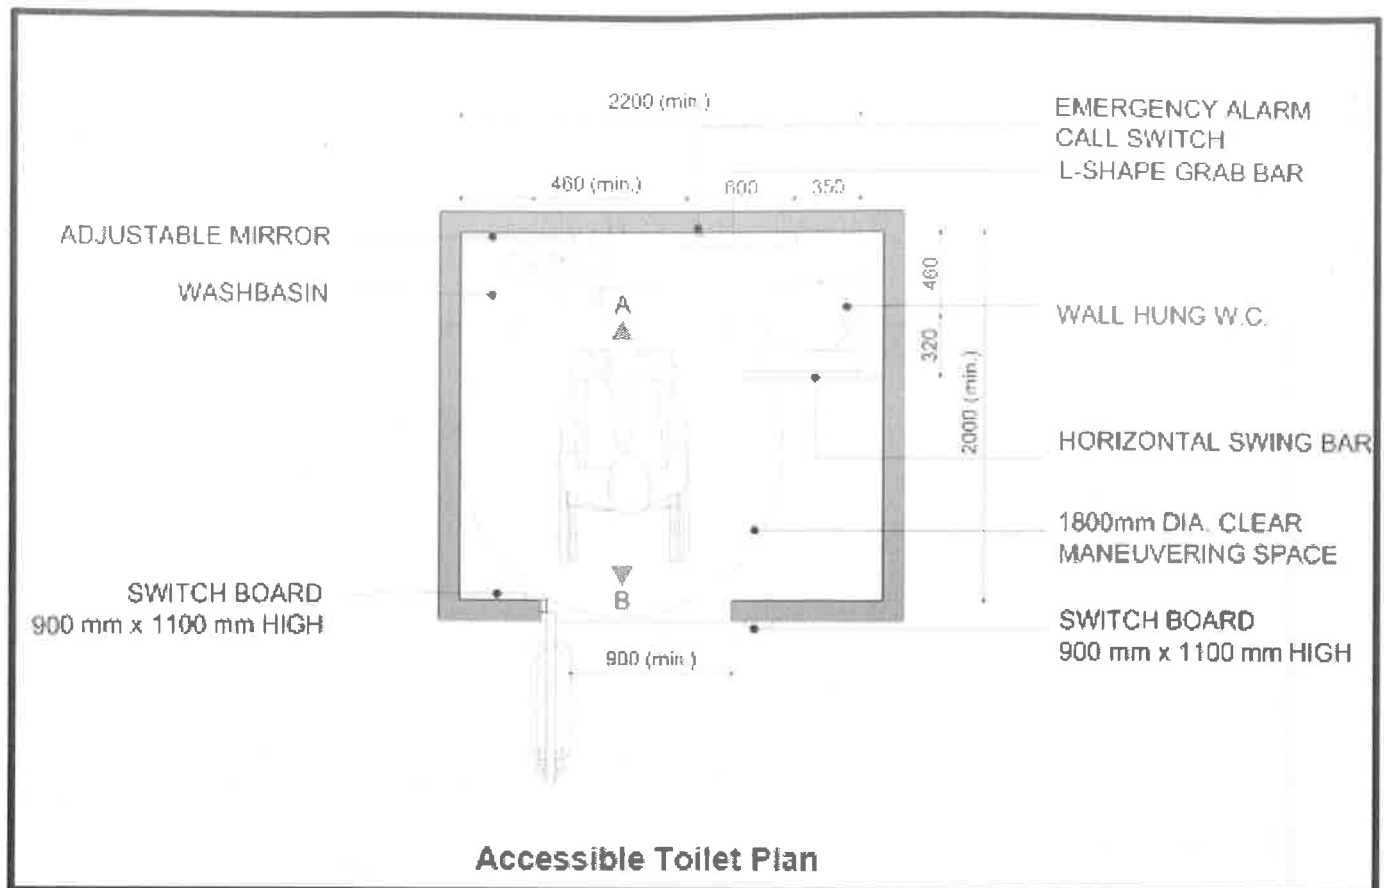 2200 (min.)
EMERGENCY ALARM
CALL SWITCH
L-SHAPE GRAB BAR
460 (min.)
600
350
ADJUSTABLE MIRROR
WASHBASIN
A
460
WALL HUNG W.C.
320
2000 (min.)
HORIZONTAL SWING BAR
1800mm DIA. CLEAR
MANEUVERING SPACE
B
SWITCH BOARD
900 mm x 1100 mm HIGH
SWITCH BOARD
900 mm x 1100 mm HIGH
900 (min.)
Accessible Toilet Plan